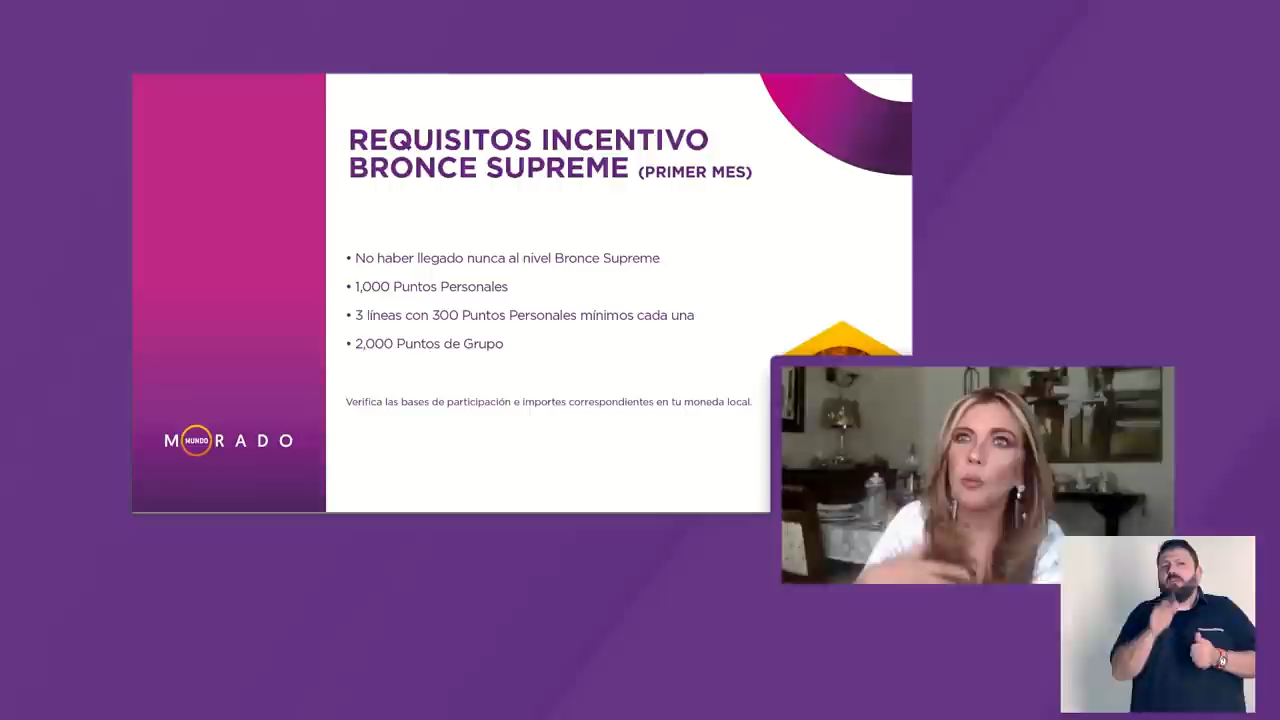 REQUISITOS INCENTIVO
BRONCE SUPREME (PRIMER MES)
• No haber llegado nunca al nivel Bronce Supreme
• 1,000 Puntos Personales
• 3 líneas con 300 Puntos Personales mínimos cada una
• 2,000 Puntos de Grupo
Verifica las bases de participación e importes correspondientes en tu moneda local.
M MUNDO RADO